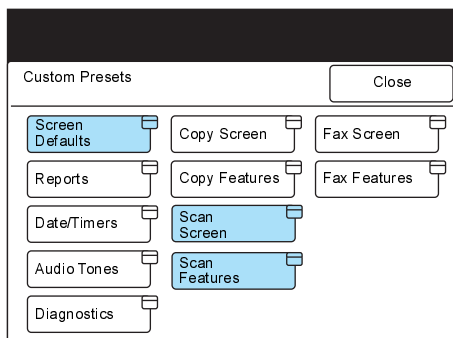 Custom Presets
Close
Screen
Defaults
Copy Screen
Fax Screen
Reports
Copy Features
Fax Features
Date/Timers
Scan
Screen
Audio Tones
Scan
Features
Diagnostics